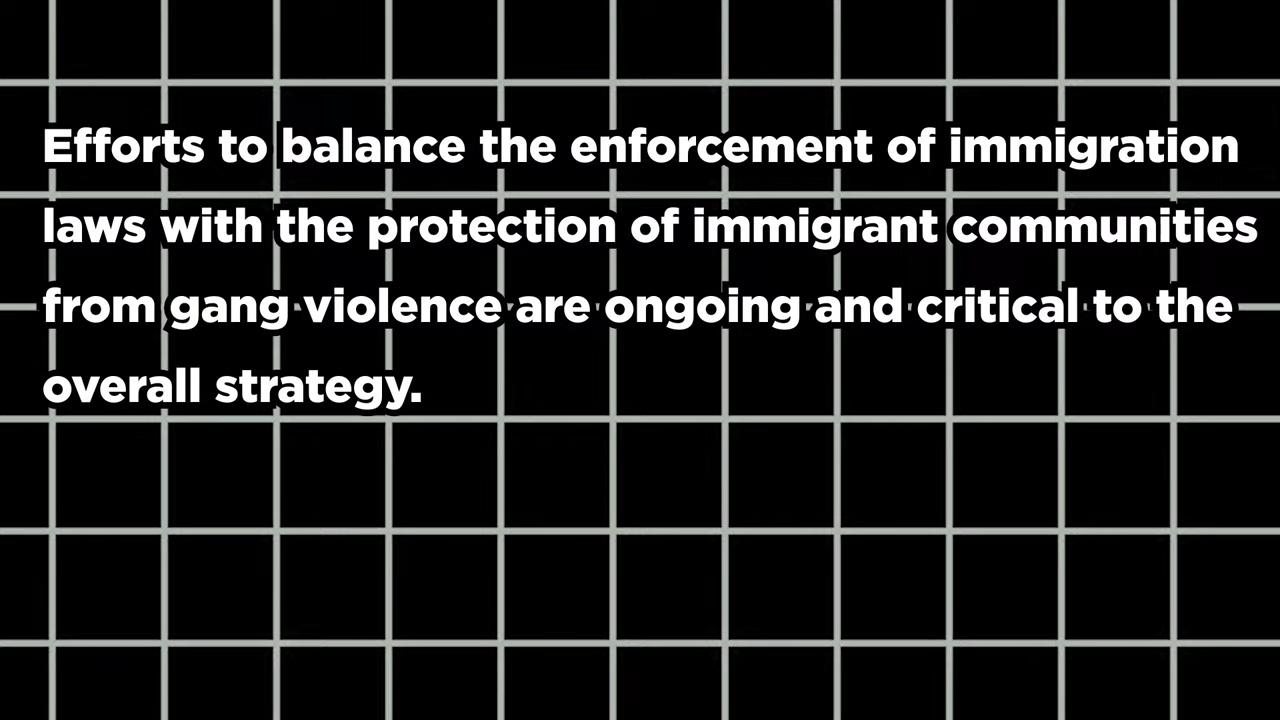 Efforts to balance the enforcement of immigration
laws with the protection of immigrant communities
from gang violence are ongoing and critical to the
overall strategy.